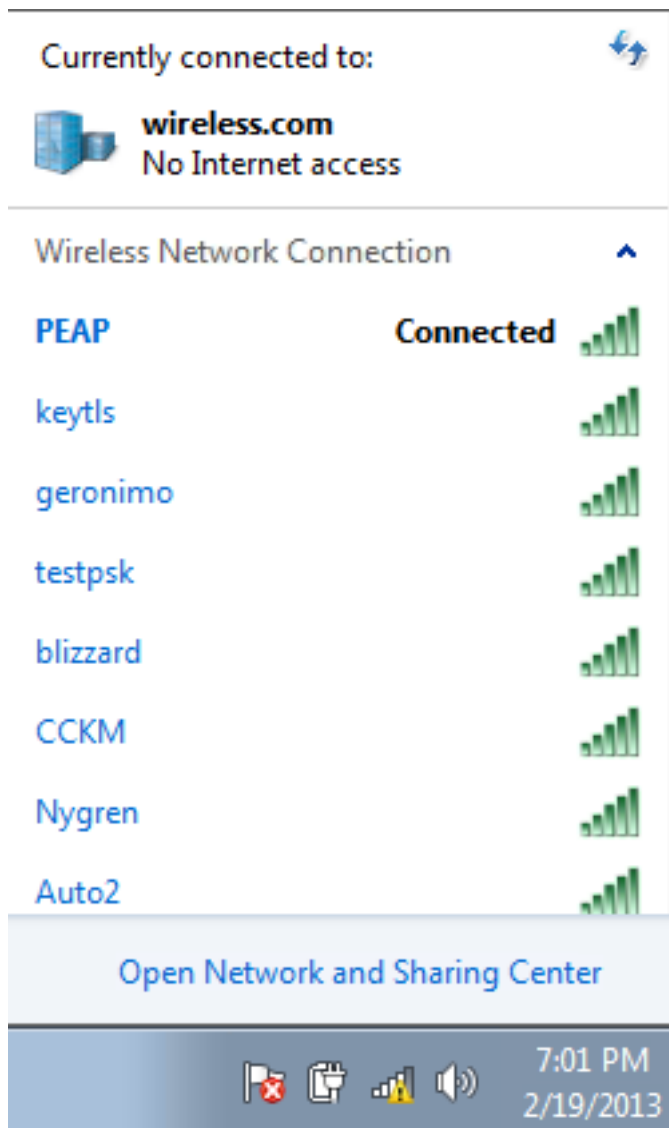 Currently connected to:
wireless.com
No Internet access
Wireless Network Connection
PEAP Connected
keytls
geronimo
testpsk
blizzard
CCKM
Nygren
Auto2
Open Network and Sharing Center
7:01 PM
2/19/2013